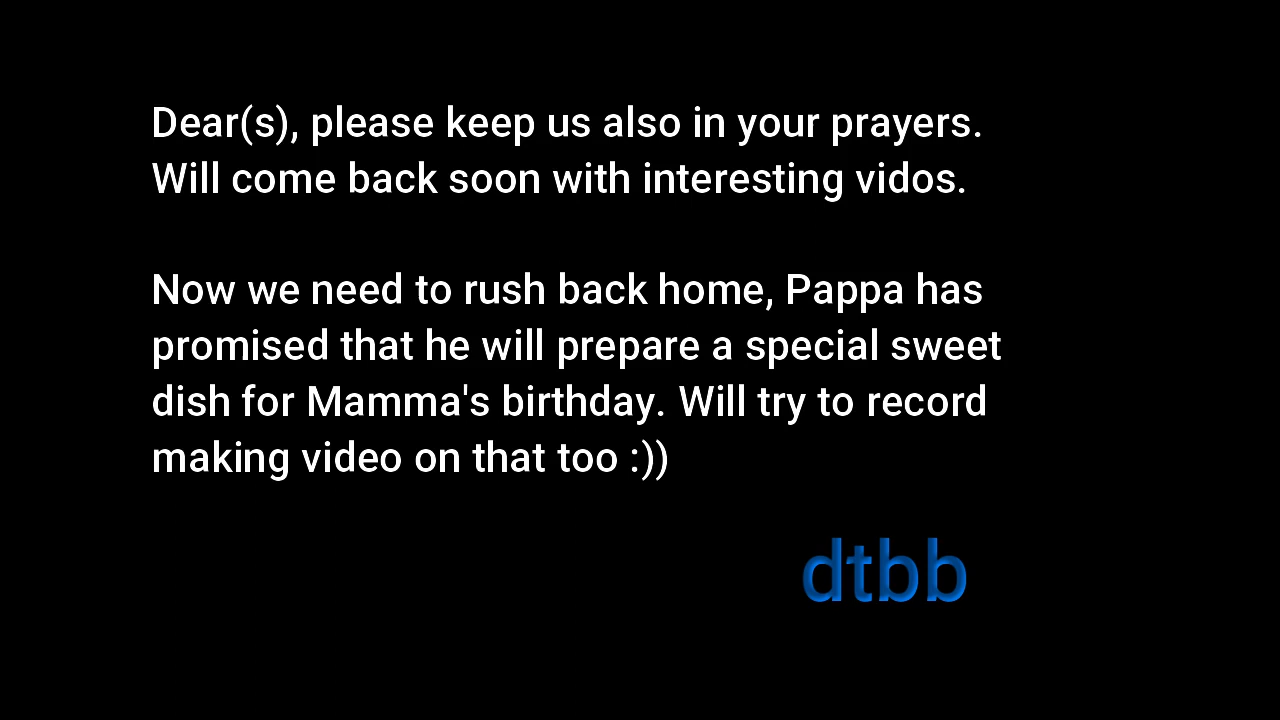 Dear(s), please keep us also in your prayers.
Will come back soon with interesting vidos.
Now we need to rush back home, Pappa has
promised that he will prepare a special sweet
dish for Mamma's birthday. Will try to record
making video on that too :))
dtbb